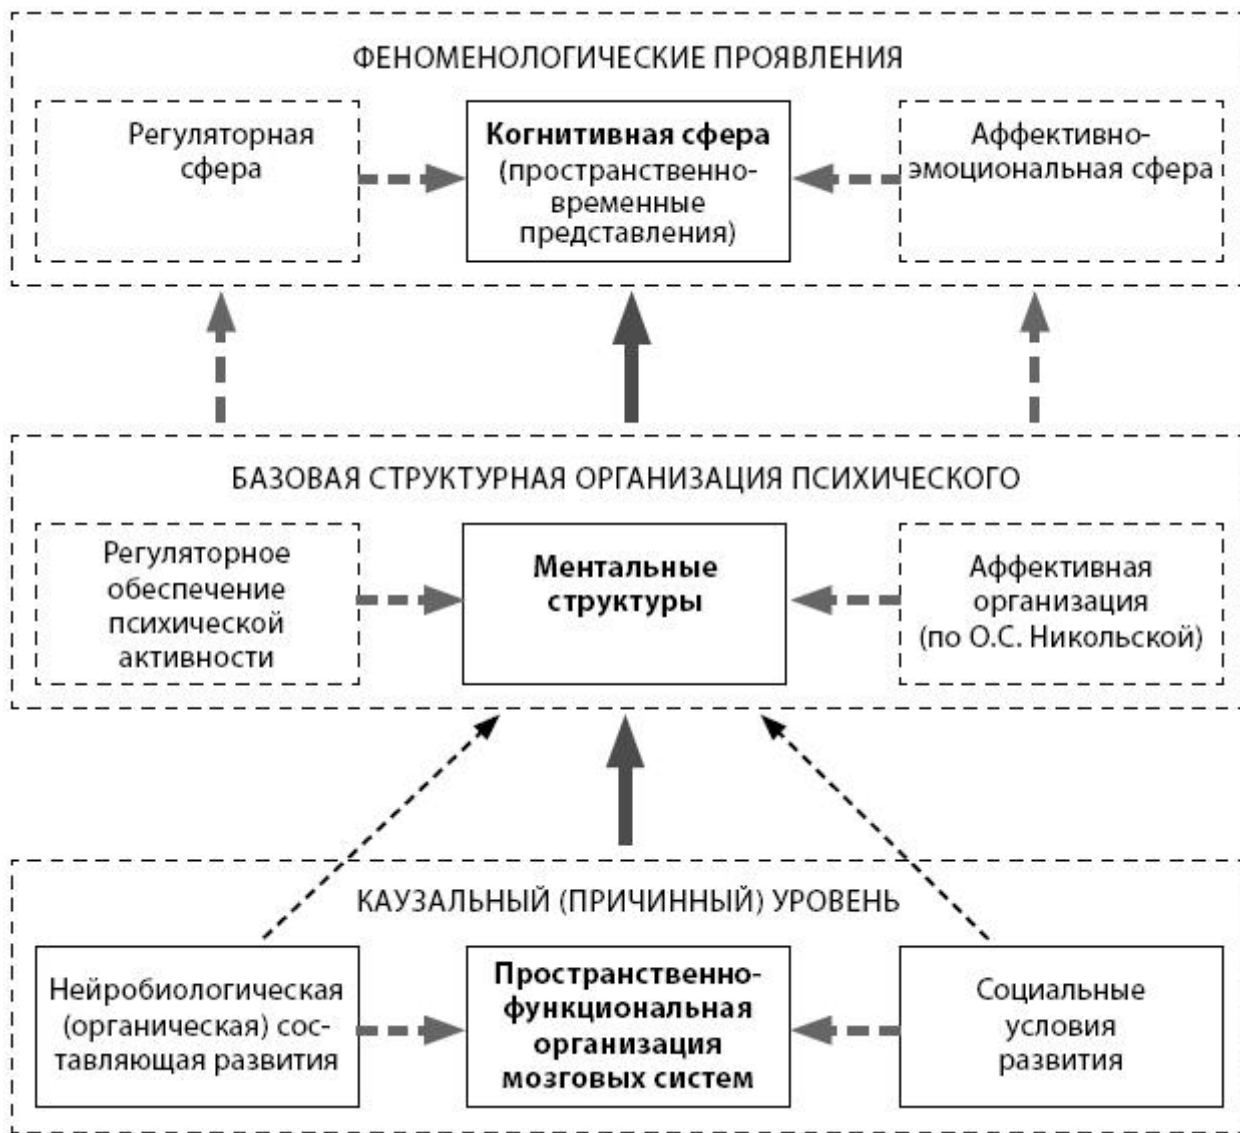 ФЕНОМЕНОЛОГИЧЕСКИЕ ПРОЯВЛЕНИЯ
Регуляторная
сфера
Когнитивная сфера
(пространственно-
временные
представления)
Аффективно-
эмоциональная сфера
БАЗОВАЯ СТРУКТУРНАЯ ОРГАНИЗАЦИЯ ПСИХИЧЕСКОГО
Регуляторное
обеспечение
психической
активности
Ментальные
структуры
Аффективная
организация
(по О.С. Никольской)
КАУЗАЛЬНЫЙ (ПРИЧИННЫЙ) УРОВЕНЬ
Нейробиологическая
(органическая) сос-
тавляющая развития
Пространственно-
функциональная
организация
мозговых систем
Социальные
условия
развития